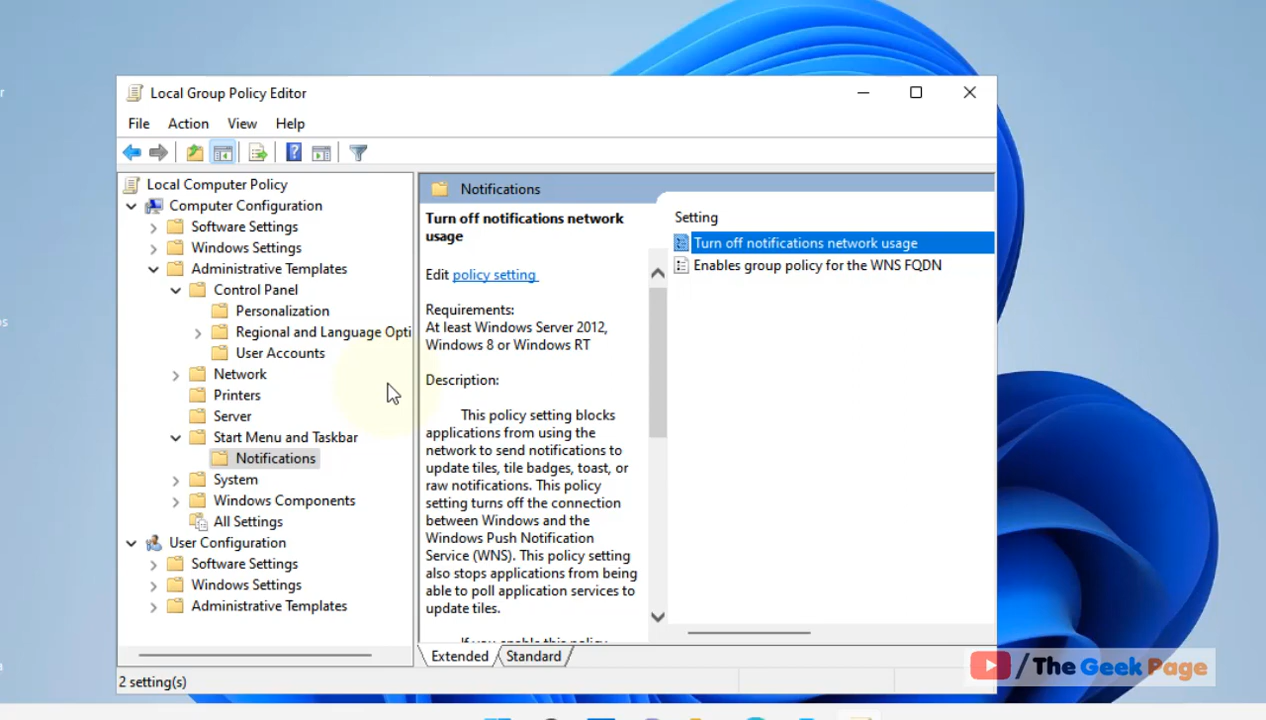 Local Group Policy Editor
File Action View Help
Local Computer Policy
Computer Configuration
Software Settings
Windows Settings
Administrative Templates
Control Panel
Personalization
Regional and Language Opti
User Accounts
Network
Printers
Server
Start Menu and Taskbar
Notifications
System
Windows Components
All Settings
User Configuration
Software Settings
Windows Settings
Administrative Templates
Notifications
Turn off notifications network
usage
Edit policy setting
Requirements:
At least Windows Server 2012,
Windows 8 or Windows RT
Description:
This policy setting blocks
applications from using the
network to send notifications to
update tiles, tile badges, toast, or
raw notifications. This policy
setting turns off the connection
between Windows and the
Windows Push Notification
Service (WNS). This policy setting
also stops applications from being
able to poll application services to
update tiles.
If you enable this policy
Setting
Turn off notifications network usage
Enables group policy for the WNS FQDN
Extended Standard
2 setting(s)
/The Geek Page